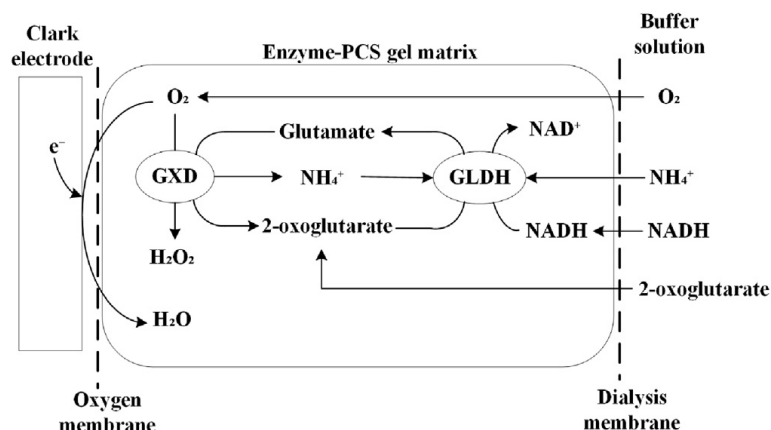 Clark
electrode
Buffer
solution
Enzyme-PCS gel matrix
O₂
O₂
Glutamate
NAD⁺
e⁻
GXD
NH₄⁺
GLDH
NH₄⁺
2-oxoglutarate
NADH
NADH
H₂O₂
2-oxoglutarate
H₂O
Oxygen
membrane
Dialysis
membrane